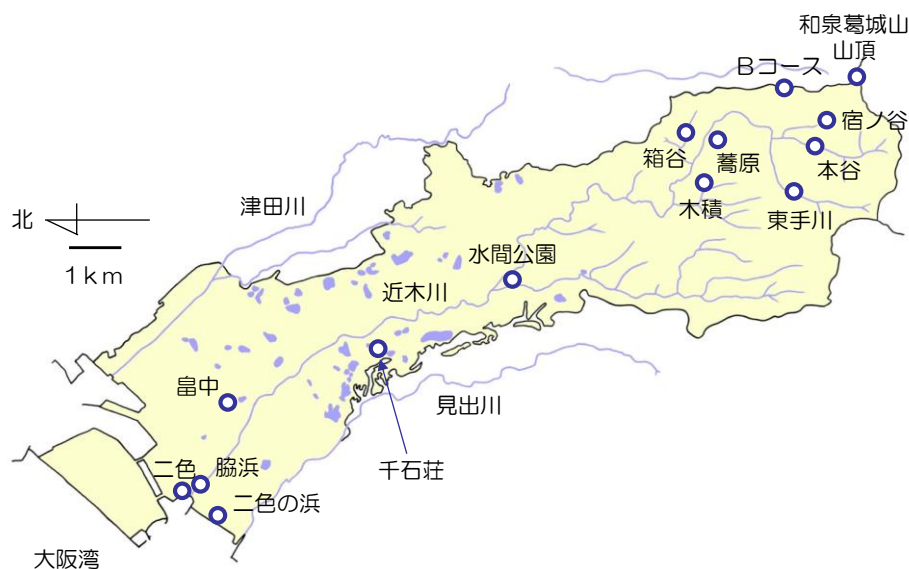 和泉葛城山
山頂
Bコース
宿ノ谷
箱谷
蕎原
本谷
木積
東手川
津田川
北
1km
水間公園
近木川
畠中
見出川
千石荘
二色
脇浜
二色の浜
大阪湾